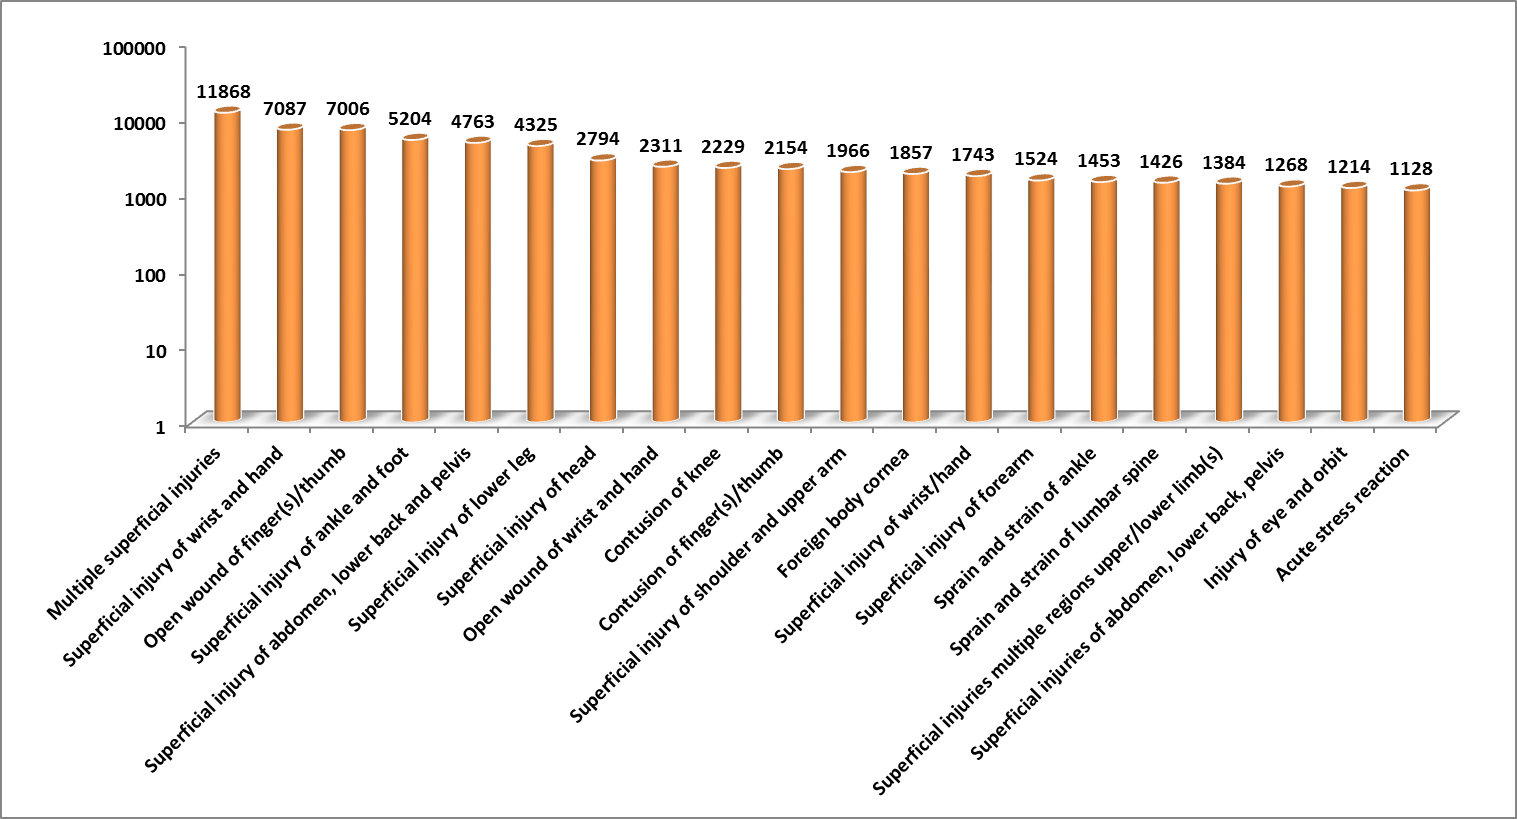 100000
10000
1000
100
10
1
11868
7087
7006
5204
4763
4325
2794
2311
2229
2154
1966
1857
1743
1524
1453
1426
1384
1268
1214
1128
Multiple superficial injuries
Superficial injury of wrist and hand
Open wound of finger(s)/thumb
Superficial injury of ankle and foot
Superficial injury of abdomen, lower back and pelvis
Superficial injury of lower leg
Superficial injury of head
Open wound of wrist and hand
Contusion of knee
Contusion of finger(s)/thumb
Superficial injury of shoulder and upper arm
Foreign body cornea
Superficial injury of wrist/hand
Superficial injury of forearm
Sprain and strain of ankle
Sprain and strain of lumbar spine
Superficial injuries multiple regions upper/lower limb(s)
Superficial injuries of abdomen, lower back, pelvis
Injury of eye and orbit
Acute stress reaction